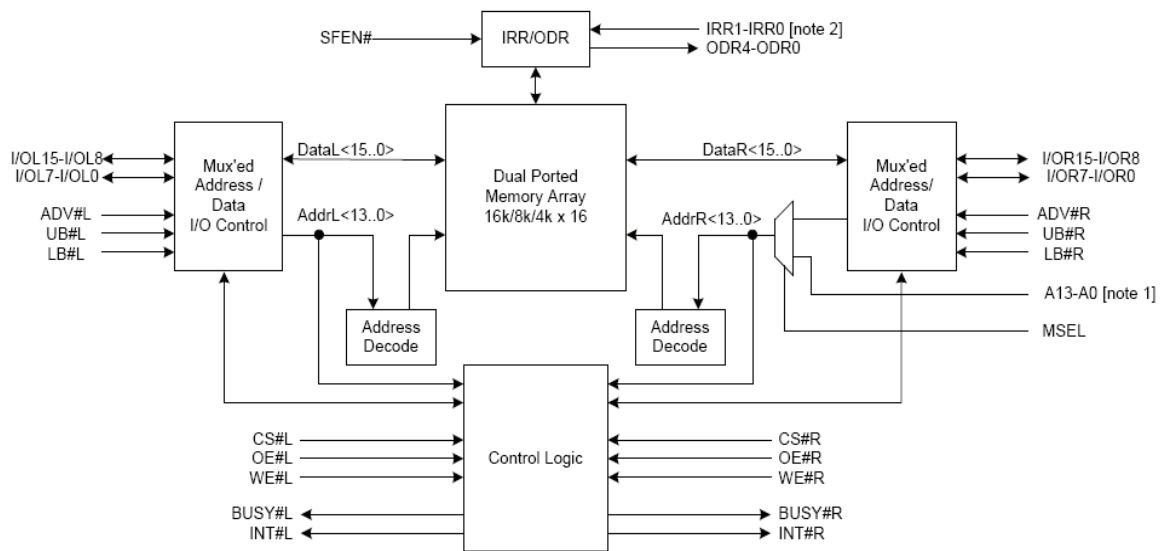 SFEN#
IRR/ODR
IRR1-IRR0 [note 2]
ODR4-ODR0
I/OL15-I/OL8
I/OL7-I/OL0
ADV#L
UB#L
LB#L
Mux'ed
Address /
Data
I/O Control
DataL<15..0>
AddrL<13..0>
Dual Ported
Memory Array
16k/8k/4k x 16
DataR<15..0>
AddrR<13..0>
Mux'ed
Address/
Data
I/O Control
I/OR15-I/OR8
I/OR7-I/OR0
ADV#R
UB#R
LB#R
A13-A0 [note 1]
MSEL
Address
Decode
Address
Decode
Control Logic
CS#L
OE#L
WE#L
BUSY#L
INT#L
CS#R
OE#R
WE#R
BUSY#R
INT#R